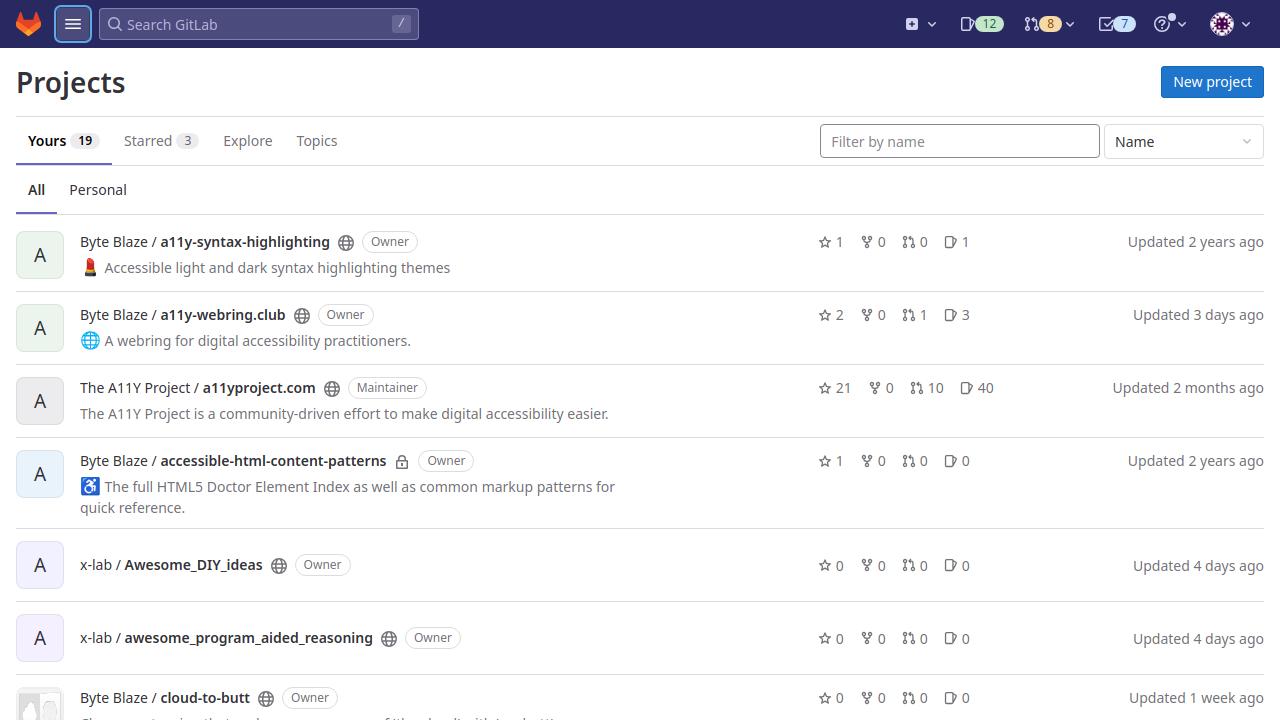 Search GitLab /
12
8
7
Projects
New project
Yours 19 Starred 3 Explore Topics
Filter by name
Name
All Personal
A
Byte Blaze / a11y-syntax-highlighting Owner
1 0 0 1
Updated 2 years ago
💄 Accessible light and dark syntax highlighting themes
A
Byte Blaze / a11y-webring.club Owner
2 0 1 3
Updated 3 days ago
🌐 A webring for digital accessibility practitioners.
A
The A11Y Project / a11yproject.com Maintainer
21 0 10 40
Updated 2 months ago
The A11Y Project is a community-driven effort to make digital accessibility easier.
A
Byte Blaze / accessible-html-content-patterns Owner
1 0 0 0
Updated 2 years ago
♿ The full HTML5 Doctor Element Index as well as common markup patterns for
quick reference.
A
x-lab / Awesome_DIY_ideas Owner
0 0 0 0
Updated 4 days ago
A
x-lab / awesome_program_aided_reasoning Owner
0 0 0 0
Updated 4 days ago
Byte Blaze / cloud-to-butt Owner
0 0 0 0
Updated 1 week ago